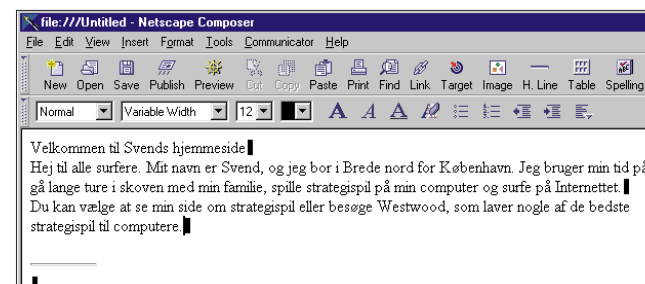 file:///Untitled - Netscape Composer
File Edit View Insert Format Tools Communicator Help
New Open Save Publish Preview Cut Copy Paste Print Find Link Target Image H. Line Table Spelling
Normal Variable Width 12 A A A
Velkommen til Svends hjemmeside
Hej til alle surfere. Mit navn er Svend, og jeg bor i Brede nord for København. Jeg bruger min tid på
gå lange ture i skoven med min familie, spille strategispil på min computer og surfe på Internettet.
Du kan vælge at se min side om strategispil eller besøge Westwood, som laver nogle af de bedste
strategispil til computere.